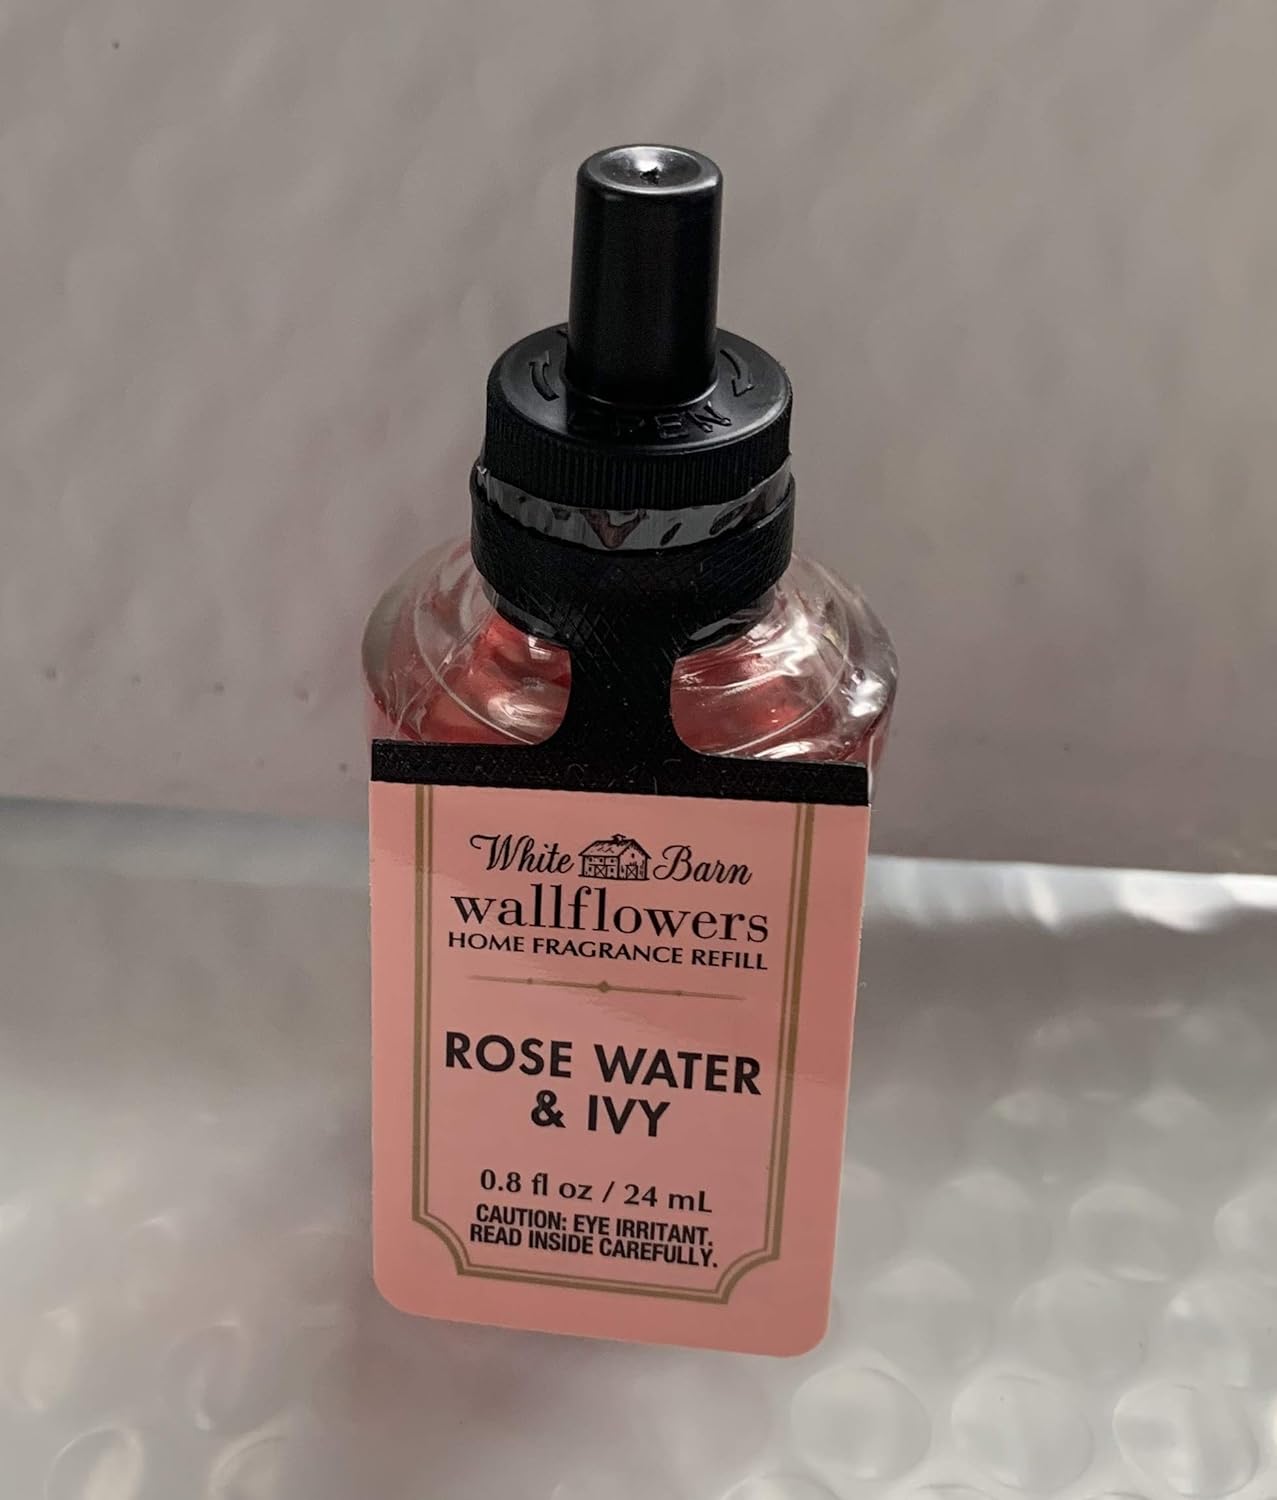 OPEN
White Barn
wallflowers
HOME FRAGRANCE REFILL
ROSE WATER
& IVY
0.8 fl oz / 24 mL
CAUTION: EYE IRRITANT.
READ INSIDE CAREFULLY.